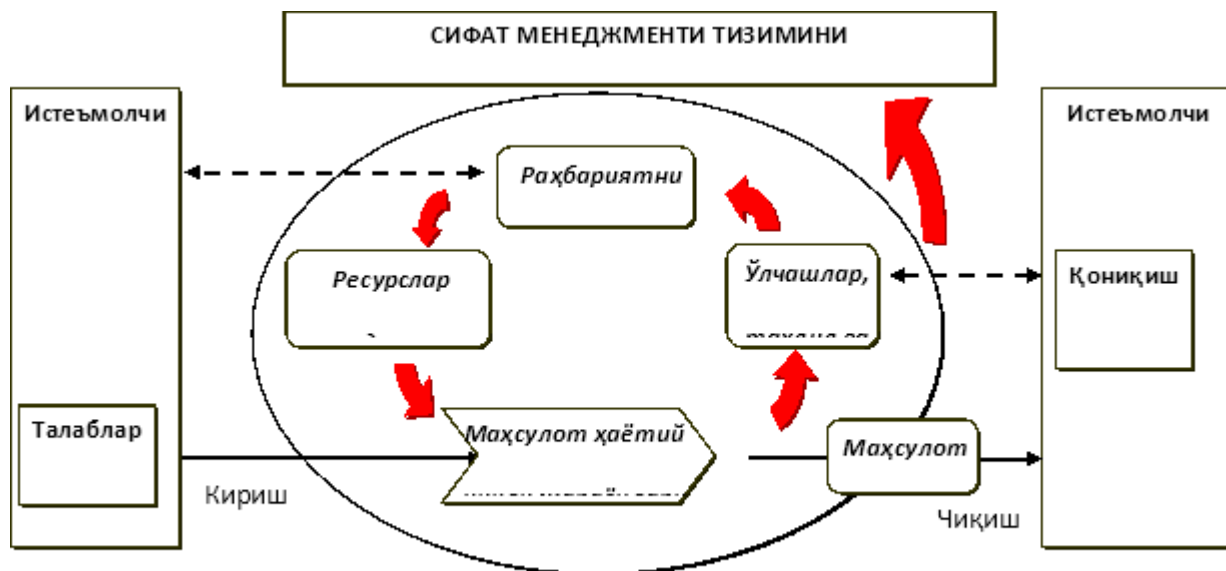 СИФАТ МЕНЕДЖМЕНТИ ТИЗИМИНИ
Истеъмолчи
Истеъмолчи
Раҳбариятни
Ресурслар
Ўлчашлар,
Қониқиш
Талаблар
Маҳсулот ҳаётий
Маҳсулот
Кириш
Чиқиш